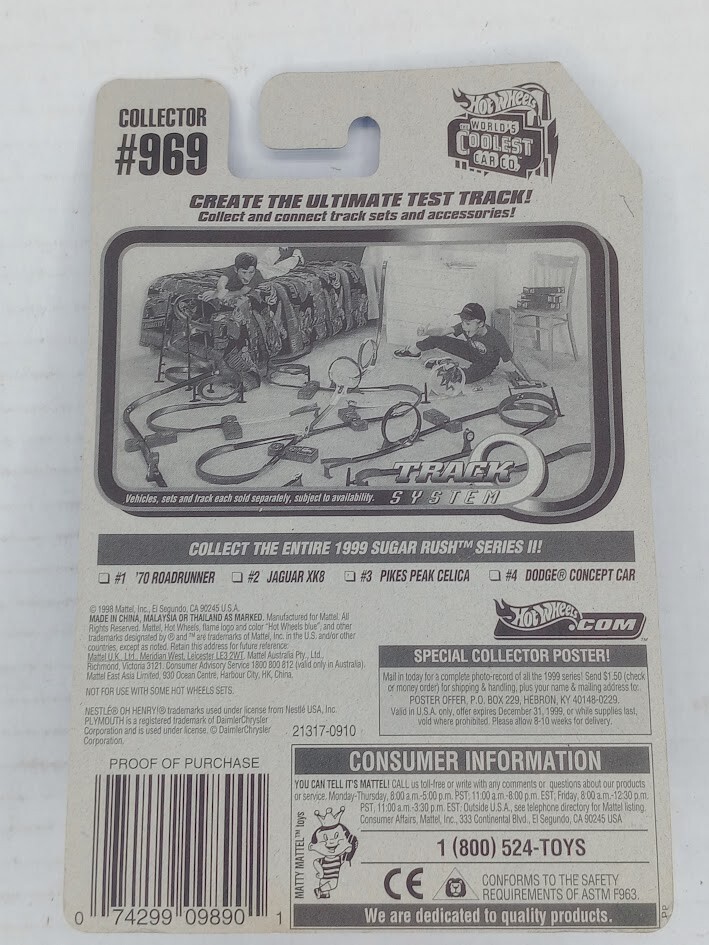 COLLECTOR
#969
Hot Wheels
WORLD'S
COOLEST
CAR CO.
CREATE THE ULTIMATE TEST TRACK!
Collect and connect track sets and accessories!
TRACK
SYSTEM
Vehicles, sets and track each sold separately, subject to availability.
COLLECT THE ENTIRE 1999 SUGAR RUSH™ SERIES II!
#1 '70 ROADRUNNER #2 JAGUAR XK8 #3 PIKES PEAK CELICA #4 DODGE® CONCEPT CAR
© 1998 Mattel, Inc., El Segundo, CA 90245 U.S.A.
MADE IN CHINA, MALAYSIA OR THAILAND AS MARKED. Manufactured for Mattel. All
Rights Reserved. Mattel, Hot Wheels, flame logo and color "Hot Wheels blue", and other
trademarks designated by ® and ™ are trademarks of Mattel, Inc. in the U.S. and/or other
countries, except as noted. Retain this address for future reference:
Mattel U.K., Ltd., Meridian West, Leicester LE3 2WT. Mattel Australia Pty., Ltd.,
Richmond, Victoria 3121. Consumer Advisory Service 1800 800 812 (valid only in Australia).
Mattel East Asia Limited, 930 Ocean Centre, Harbour City, HK, China.
NOT FOR USE WITH SOME HOT WHEELS SETS.
NESTLÉ® OH HENRY!® trademarks used under license from Nestlé USA, Inc.
PLYMOUTH is a registered trademark of DaimlerChrysler
Corporation and is used under license. © DaimlerChrysler
Corporation.
21317-0910
Hot Wheels.COM™
SPECIAL COLLECTOR POSTER!
Mail in today for a complete photo-record of all the 1999 series! Send $1.50 (check
or money order) for shipping & handling, plus your name & mailing address to:
POSTER OFFER, P.O. BOX 229, HEBRON, KY 40148-0229.
Valid in U.S.A. only, offer expires December 31, 1999, or while supplies last,
void where prohibited. Please allow 8-10 weeks for delivery.
PROOF OF PURCHASE
0 74299 09890 1
CONSUMER INFORMATION
YOU CAN TELL IT'S MATTEL! CALL us toll-free or write with any comments or questions about our products
or service. Monday-Thursday, 8:00 a.m.-5:00 p.m. PST; 11:00 a.m.-8:00 p.m. EST; Friday, 8:00 a.m.-12:30 p.m.
PST, 11:00 a.m.-3:30 p.m. EST. Outside U.S.A., see telephone directory for Mattel listing.
Consumer Affairs, Mattel, Inc., 333 Continental Blvd., El Segundo, CA 90245 USA
MATTY MATTEL™ toys
1 (800) 524-TOYS
CE
CONFORMS TO THE SAFETY
REQUIREMENTS OF ASTM F963.
We are dedicated to quality products.
PP